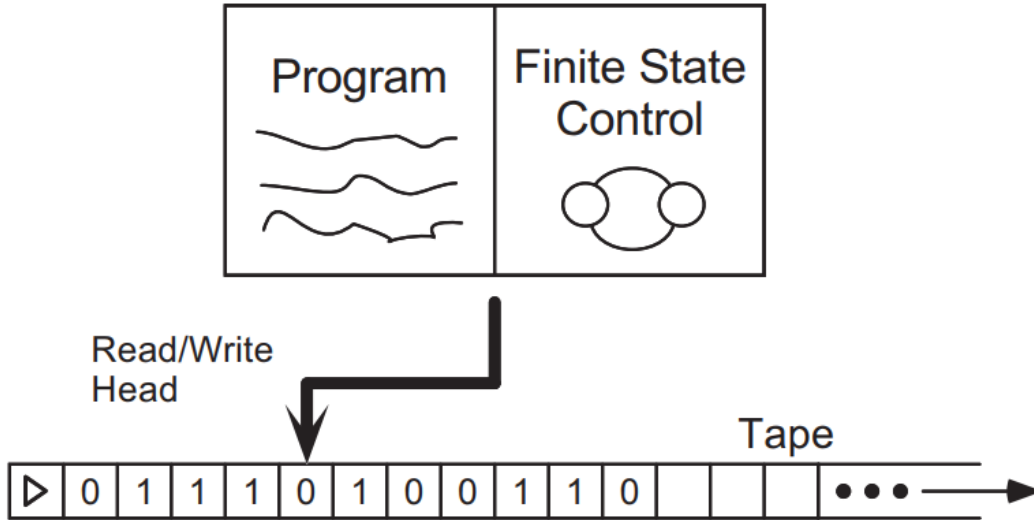 Program
Finite State
Control
Read/Write
Head
Tape
0 1 1 1 0 1 0 0 1 1 0